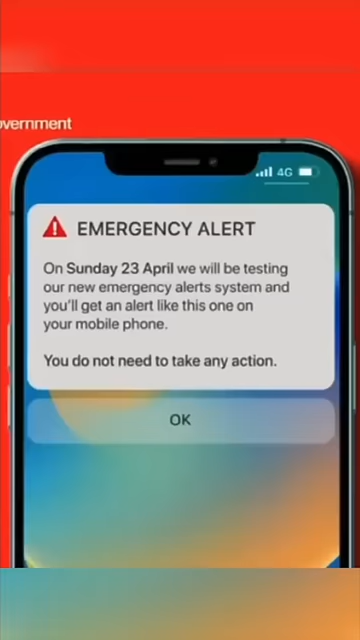 overnment
4G
EMERGENCY ALERT
On Sunday 23 April we will be testing
our new emergency alerts system and
you'll get an alert like this one on
your mobile phone.
You do not need to take any action.
OK